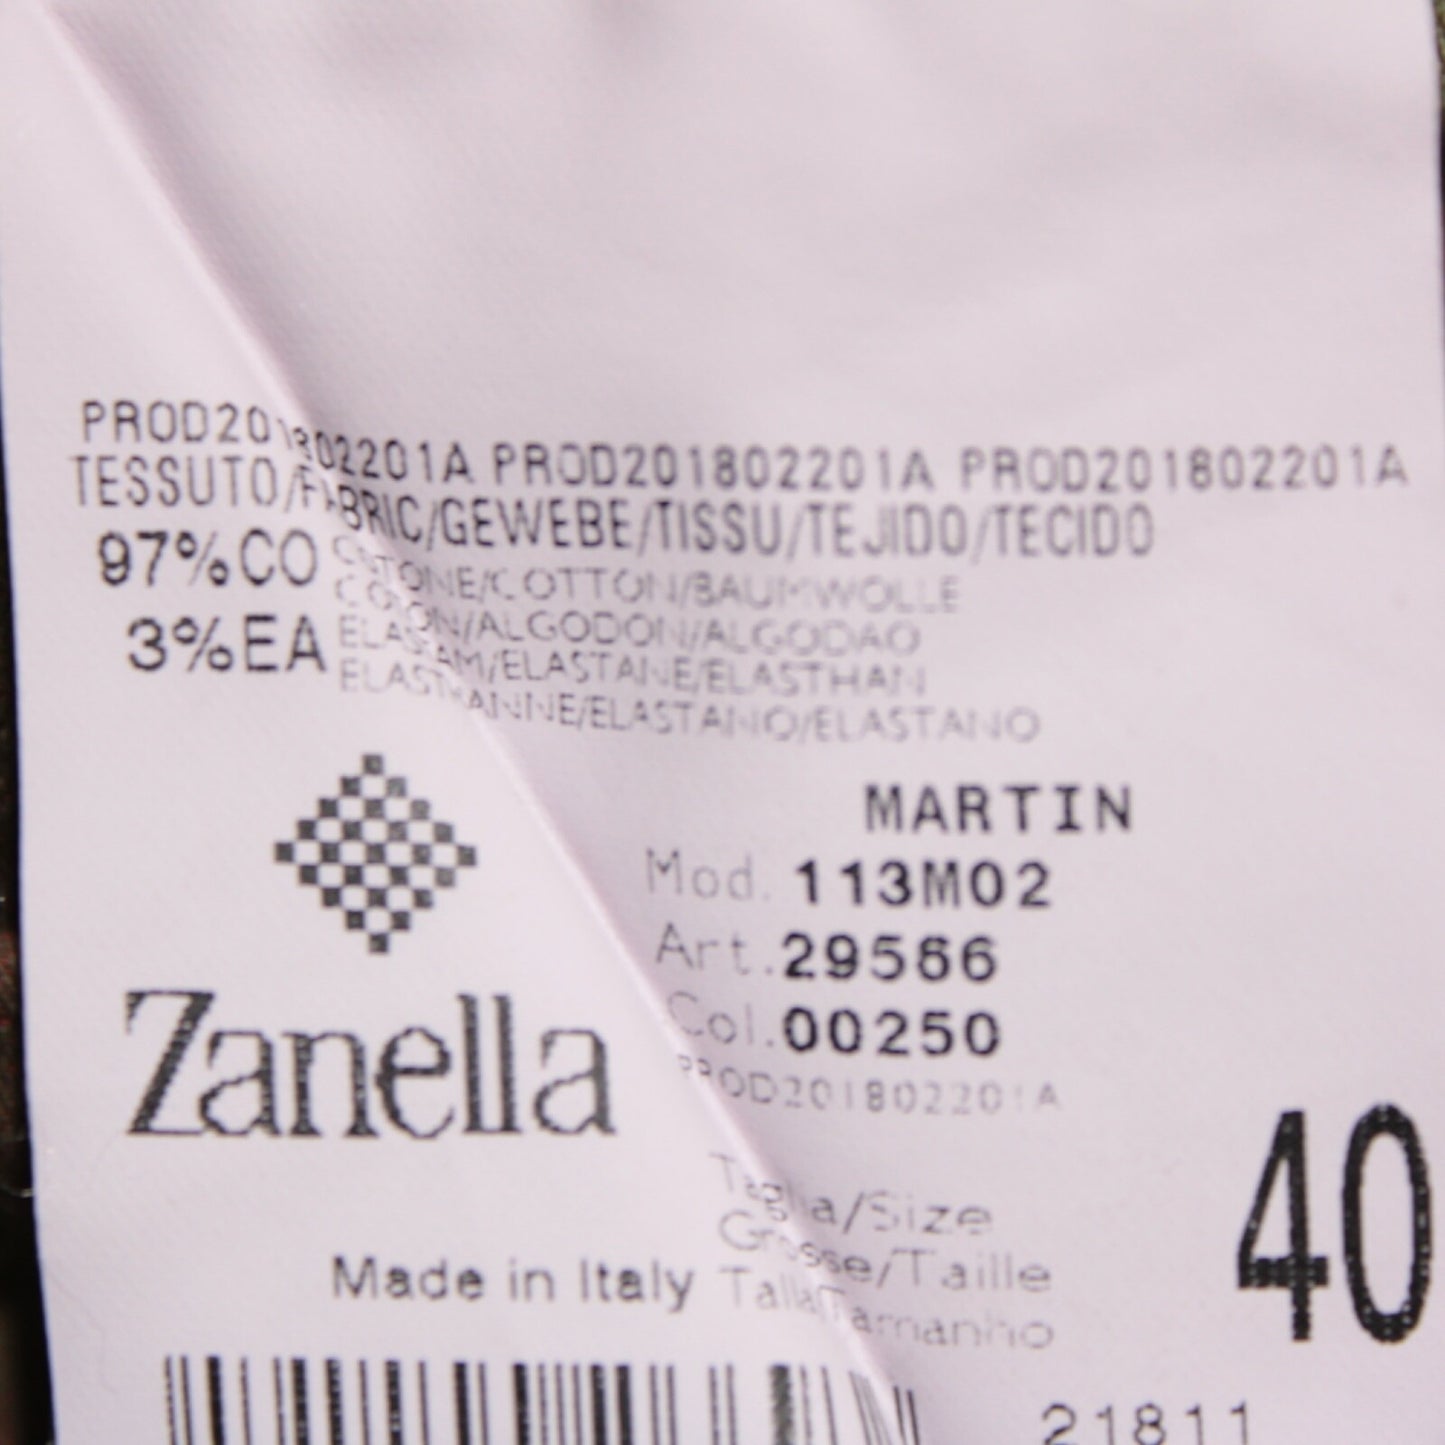 PROD201802201A PROD201802201A PROD201802201A
TESSUTO/FABRIC/GEWEBE/TISSU/TEJIDO/TECIDO
97%CO COTONE/COTTON/BAUMWOLLE
COTON/ALGODON/ALGODAO
3%EA ELASTAM/ELASTANE/ELASTHAN
ELASTHANNE/ELASTANO/ELASTANO
MARTIN
Mod. 113M02
Art. 29566
Col. 00250
PROD201802201A
Zanella
Made in Italy
Taglia/Size
Grosse/Taille
Talla/Tamanho
40
21811